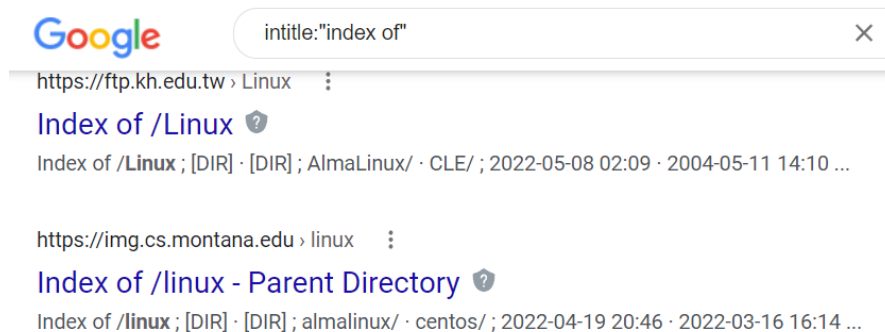 Google intitle:"index of"
https://ftp.kh.edu.tw › Linux
Index of /Linux
Index of /Linux ; [DIR] · [DIR] ; AlmaLinux/ · CLE/ ; 2022-05-08 02:09 · 2004-05-11 14:10 ...
https://img.cs.montana.edu › linux
Index of /linux - Parent Directory
Index of /linux ; [DIR] · [DIR] ; almalinux/ · centos/ ; 2022-04-19 20:46 · 2022-03-16 16:14 ...